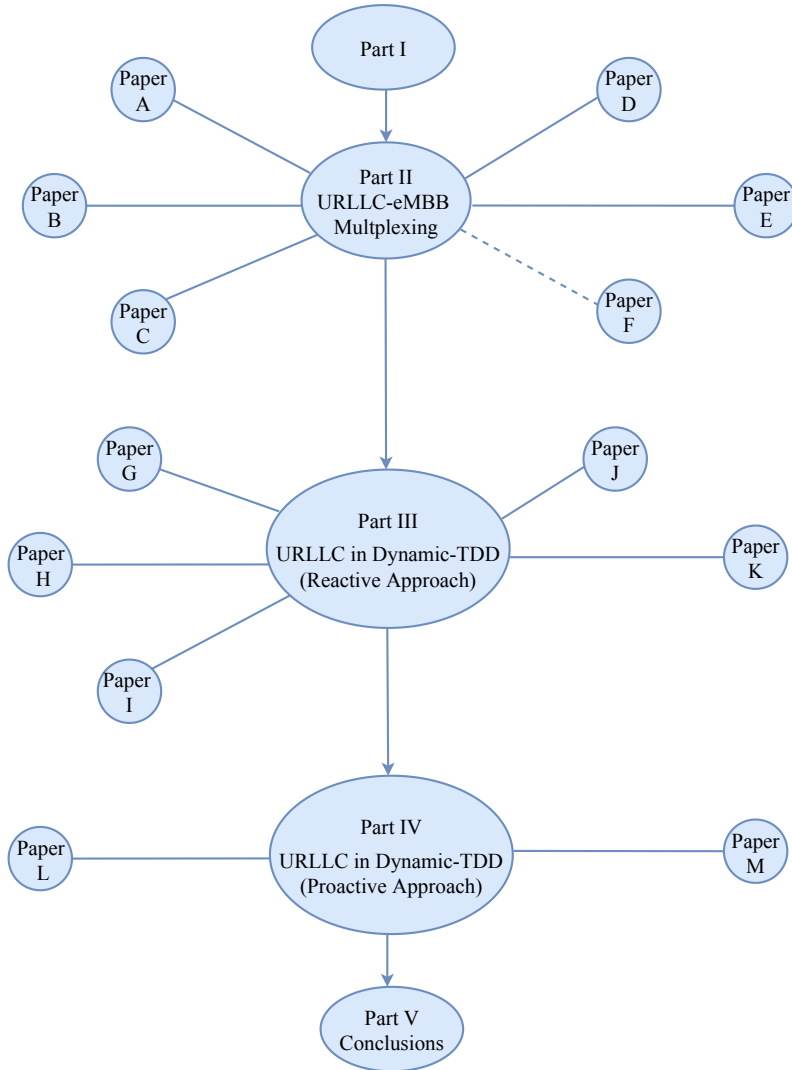 Part I
Paper
A
Paper
D
Part II
URLLC-eMBB
Multplexing
Paper
B
Paper
E
Paper
C
Paper
F
Paper
G
Paper
J
Part III
URLLC in Dynamic-TDD
(Reactive Approach)
Paper
H
Paper
K
Paper
I
Part IV
URLLC in Dynamic-TDD
(Proactive Approach)
Paper
L
Paper
M
Part V
Conclusions